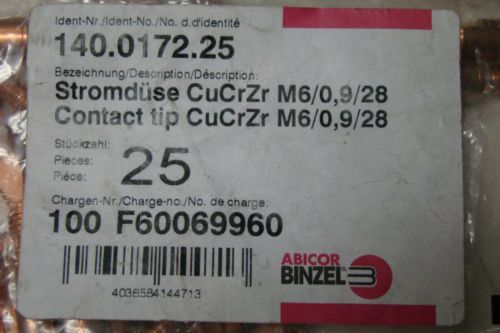 Ident-Nr./Ident-No./No. d.d'identité
140.0172.25
Bezeichnung/Description/Déscription:
Stromdüse CuCrZr M6/0,9/28
Contact tip CuCrZr M6/0,9/28
Stückzahl:
Pieces: 25
Piéce:
Chargen-Nr./Charge-no./No. de charge:
100 F60069960
4036584144713
ABICOR
BINZEL